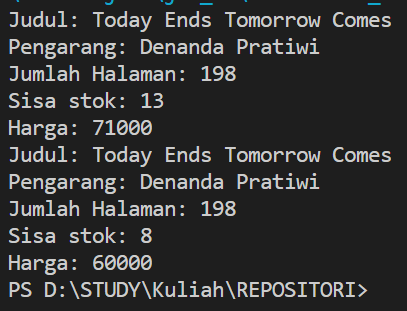 Judul: Today Ends Tomorrow Comes
Pengarang: Denanda Pratiwi
Jumlah Halaman: 198
Sisa stok: 13
Harga: 71000
Judul: Today Ends Tomorrow Comes
Pengarang: Denanda Pratiwi
Jumlah Halaman: 198
Sisa stok: 8
Harga: 60000
PS D:\STUDY\Kuliah\REPOSITORI>